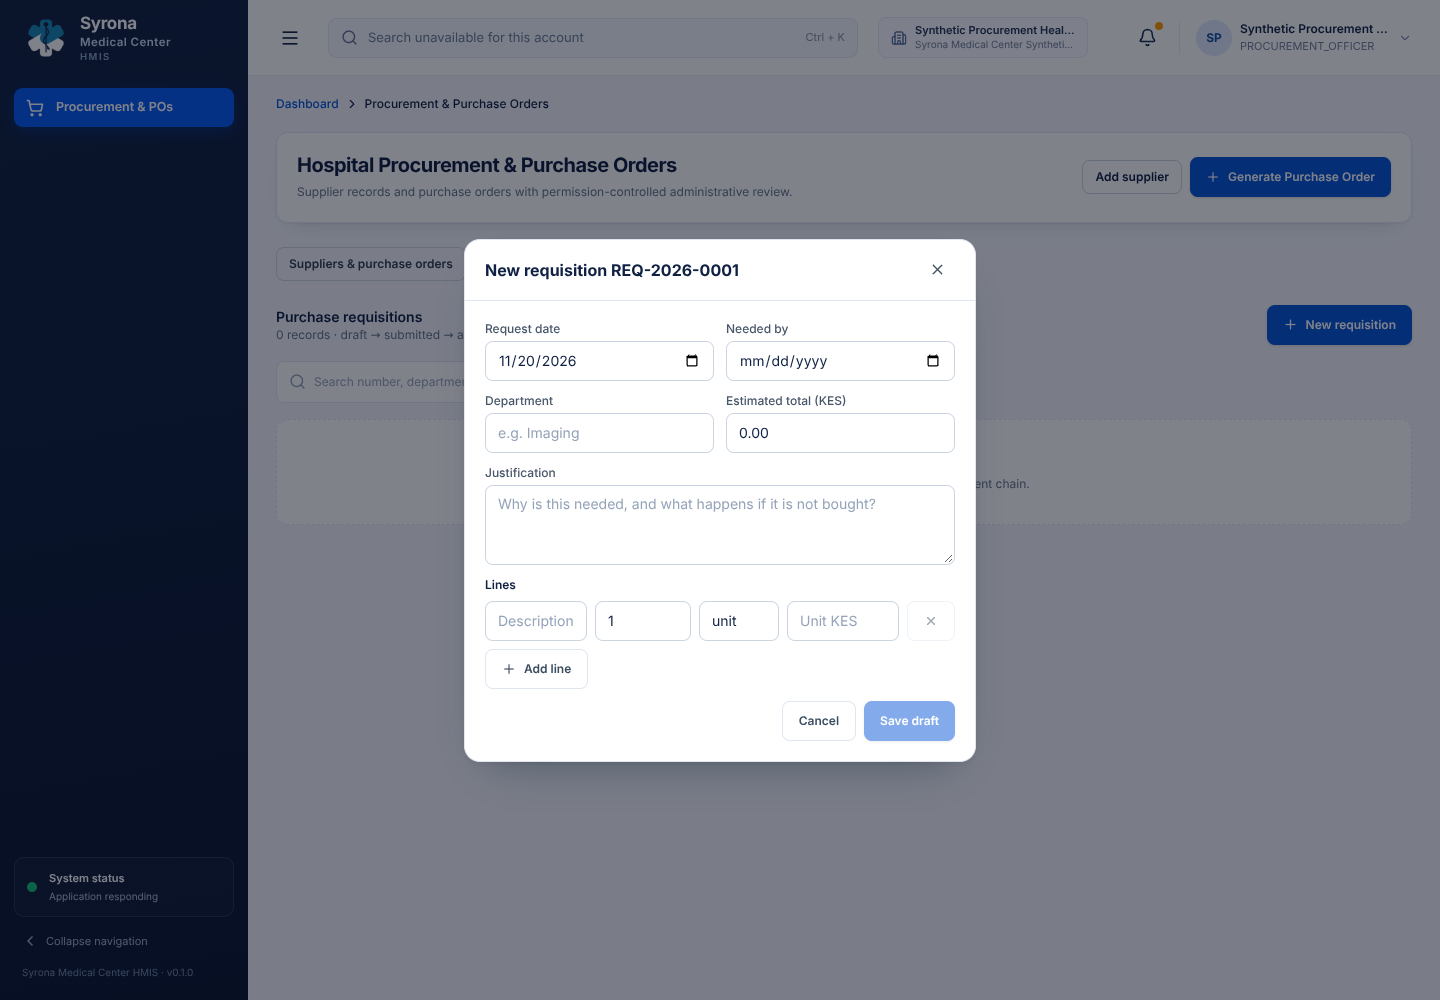 Syrona
Medical Center
HMIS
Search unavailable for this account
Ctrl + K
Synthetic Procurement Heal...
Syrona Medical Center Syntheti...
SP
Synthetic Procurement ...
PROCUREMENT_OFFICER
Procurement & POs
Dashboard
Procurement & Purchase Orders
Hospital Procurement & Purchase Orders
Supplier records and purchase orders with permission-controlled administrative review.
Add supplier
Generate Purchase Order
Suppliers & purchase orders
Purchase requisitions
0 records · draft → submitted → a
New requisition
Search number, departme
ent chain.
New requisition REQ-2026-0001
Request date
Needed by
11/20/2026
mm/dd/yyyy
Department
Estimated total (KES)
e.g. Imaging
0.00
Justification
Why is this needed, and what happens if it is not bought?
Lines
Description
1
unit
Unit KES
Add line
Cancel
Save draft
System status
Application responding
Collapse navigation
Syrona Medical Center HMIS · v0.1.0